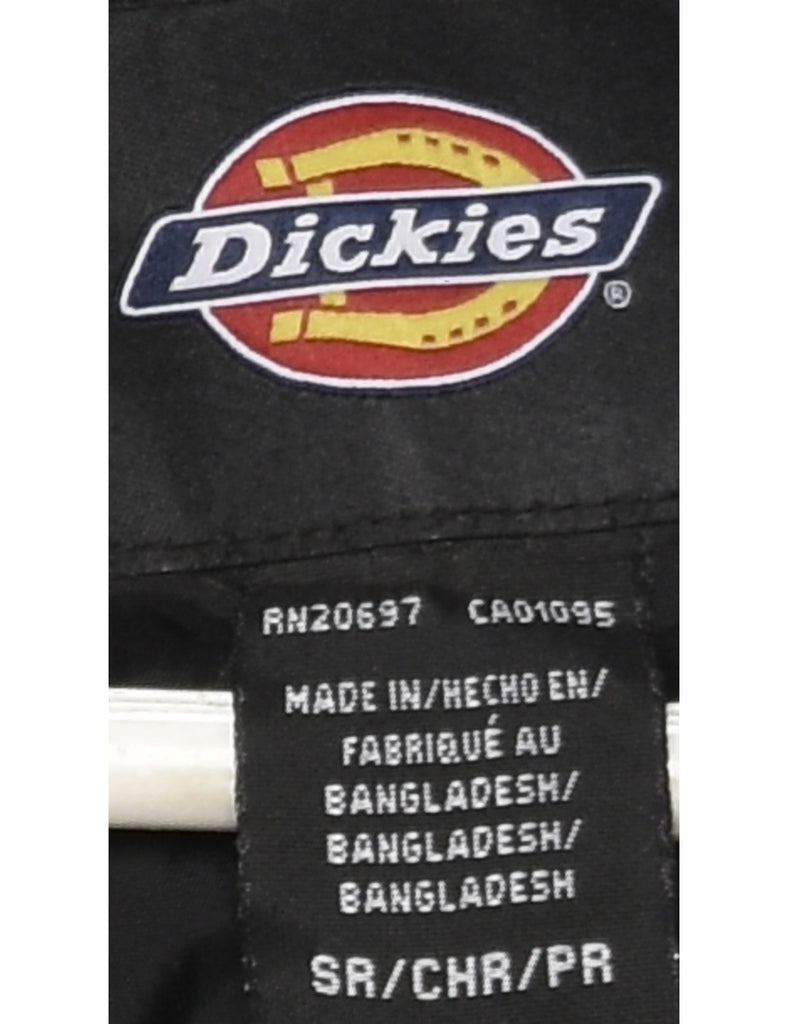 Dickies
®
RN20697 CA01095
MADE IN/HECHO EN/
FABRIQUÉ AU
BANGLADESH/
BANGLADESH/
BANGLADESH
SR/CHR/PR